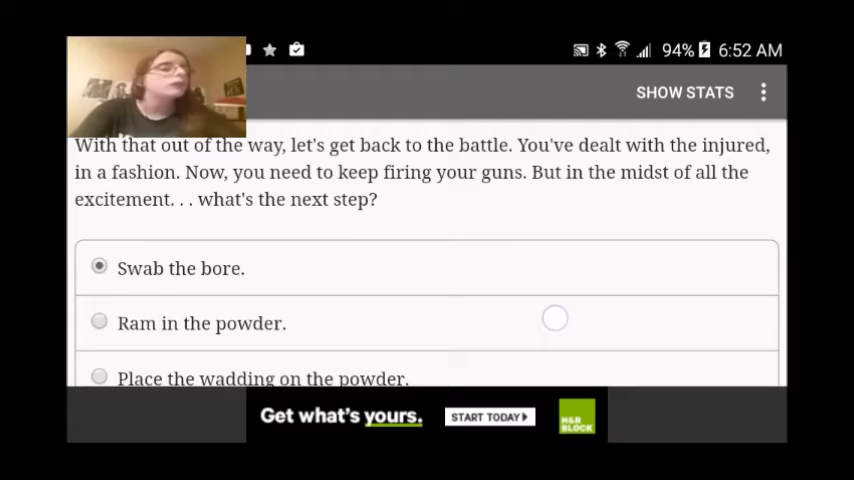 94% 6:52 AM
SHOW STATS
With that out of the way, let's get back to the battle. You've dealt with the injured,
in a fashion. Now, you need to keep firing your guns. But in the midst of all the
excitement. . . what's the next step?
Swab the bore.
Ram in the powder.
Place the wadding on the powder.
Get what's yours.
START TODAY
H&R
BLOCK